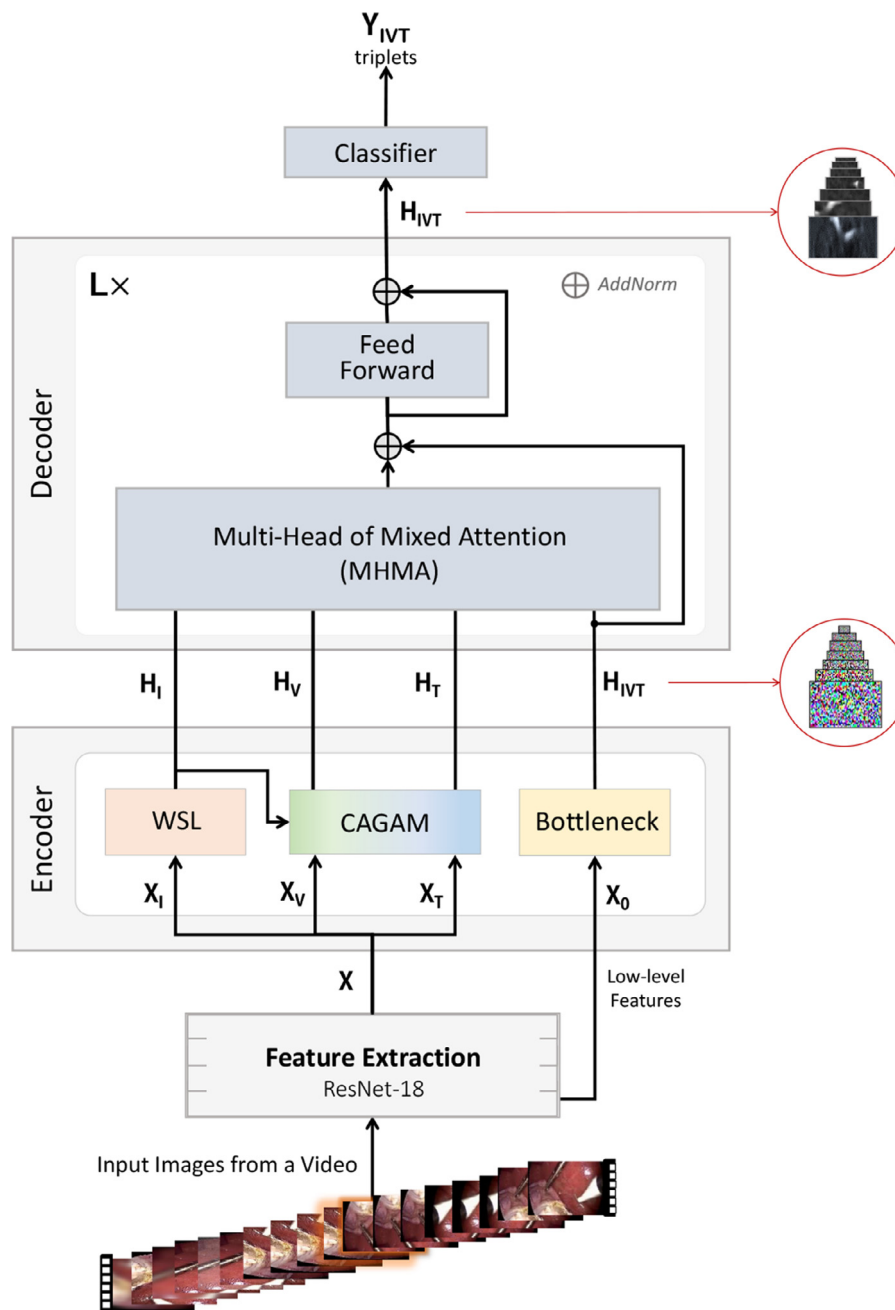 Y_IVT
triplets
Classifier
H_IVT
L×
⊕ AddNorm
Feed
Forward
Decoder
Multi-Head of Mixed Attention
(MHMA)
H_I H_V H_T H_IVT
Encoder
WSL CAGAM Bottleneck
X_I X_V X_T X_0
X
Low-level
Features
Feature Extraction
ResNet-18
Input Images from a Video